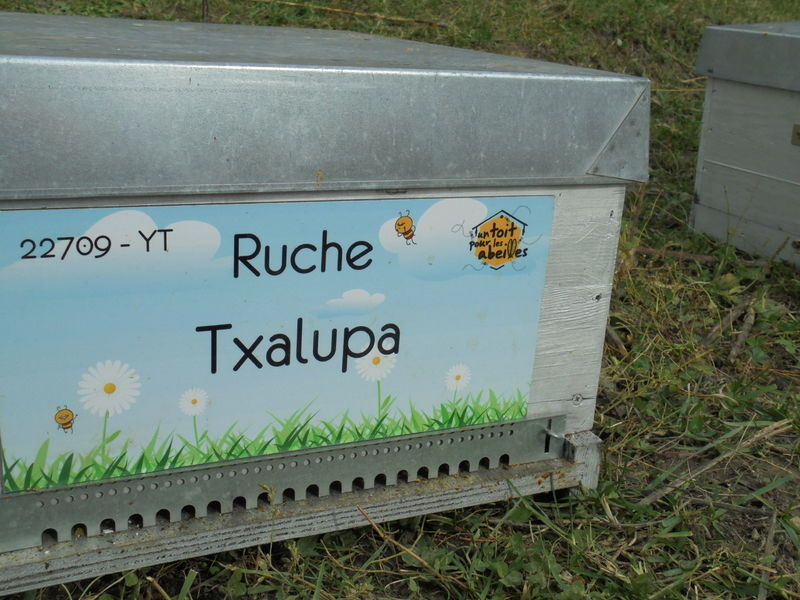 22709 - YT
Ruche
Txalupa
un toit
pour les
abeilles